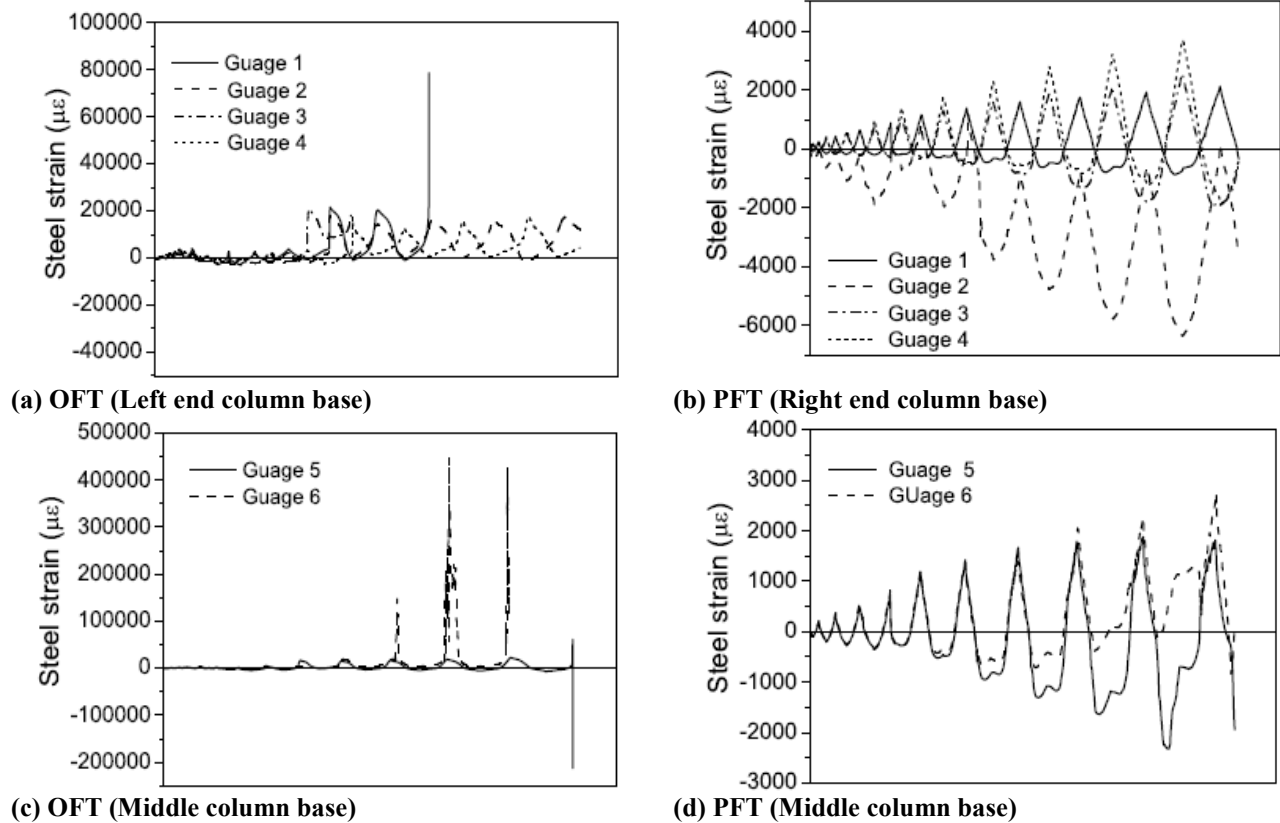 100000
80000
60000
40000
20000
0
-20000
-40000
Steel strain (με)
Guage 1
Guage 2
Guage 3
Guage 4
(a) OFT (Left end column base)
4000
2000
0
-2000
-4000
-6000
Steel strain (με)
Guage 1
Guage 2
Guage 3
Guage 4
(b) PFT (Right end column base)
500000
400000
300000
200000
100000
0
-100000
-200000
Steel strain (με)
Guage 5
Guage 6
(c) OFT (Middle column base)
4000
3000
2000
1000
0
-1000
-2000
-3000
Steel strain (με)
Guage 5
GUage 6
(d) PFT (Middle column base)